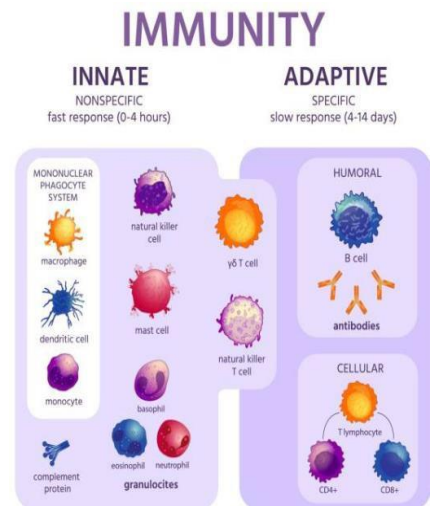 IMMUNITY
INNATE
NONSPECIFIC
fast response (0-4 hours)
ADAPTIVE
SPECIFIC
slow response (4-14 days)
MONONUCLEAR
PHAGOCYTE
SYSTEM
macrophage
dendritic cell
monocyte
complement
protein
natural killer
cell
mast cell
basophil
eosinophil
neutrophil
granulocites
γδ T cell
natural killer
T cell
HUMORAL
B cell
antibodies
CELLULAR
T lymphocyte
CD4+
CD8+